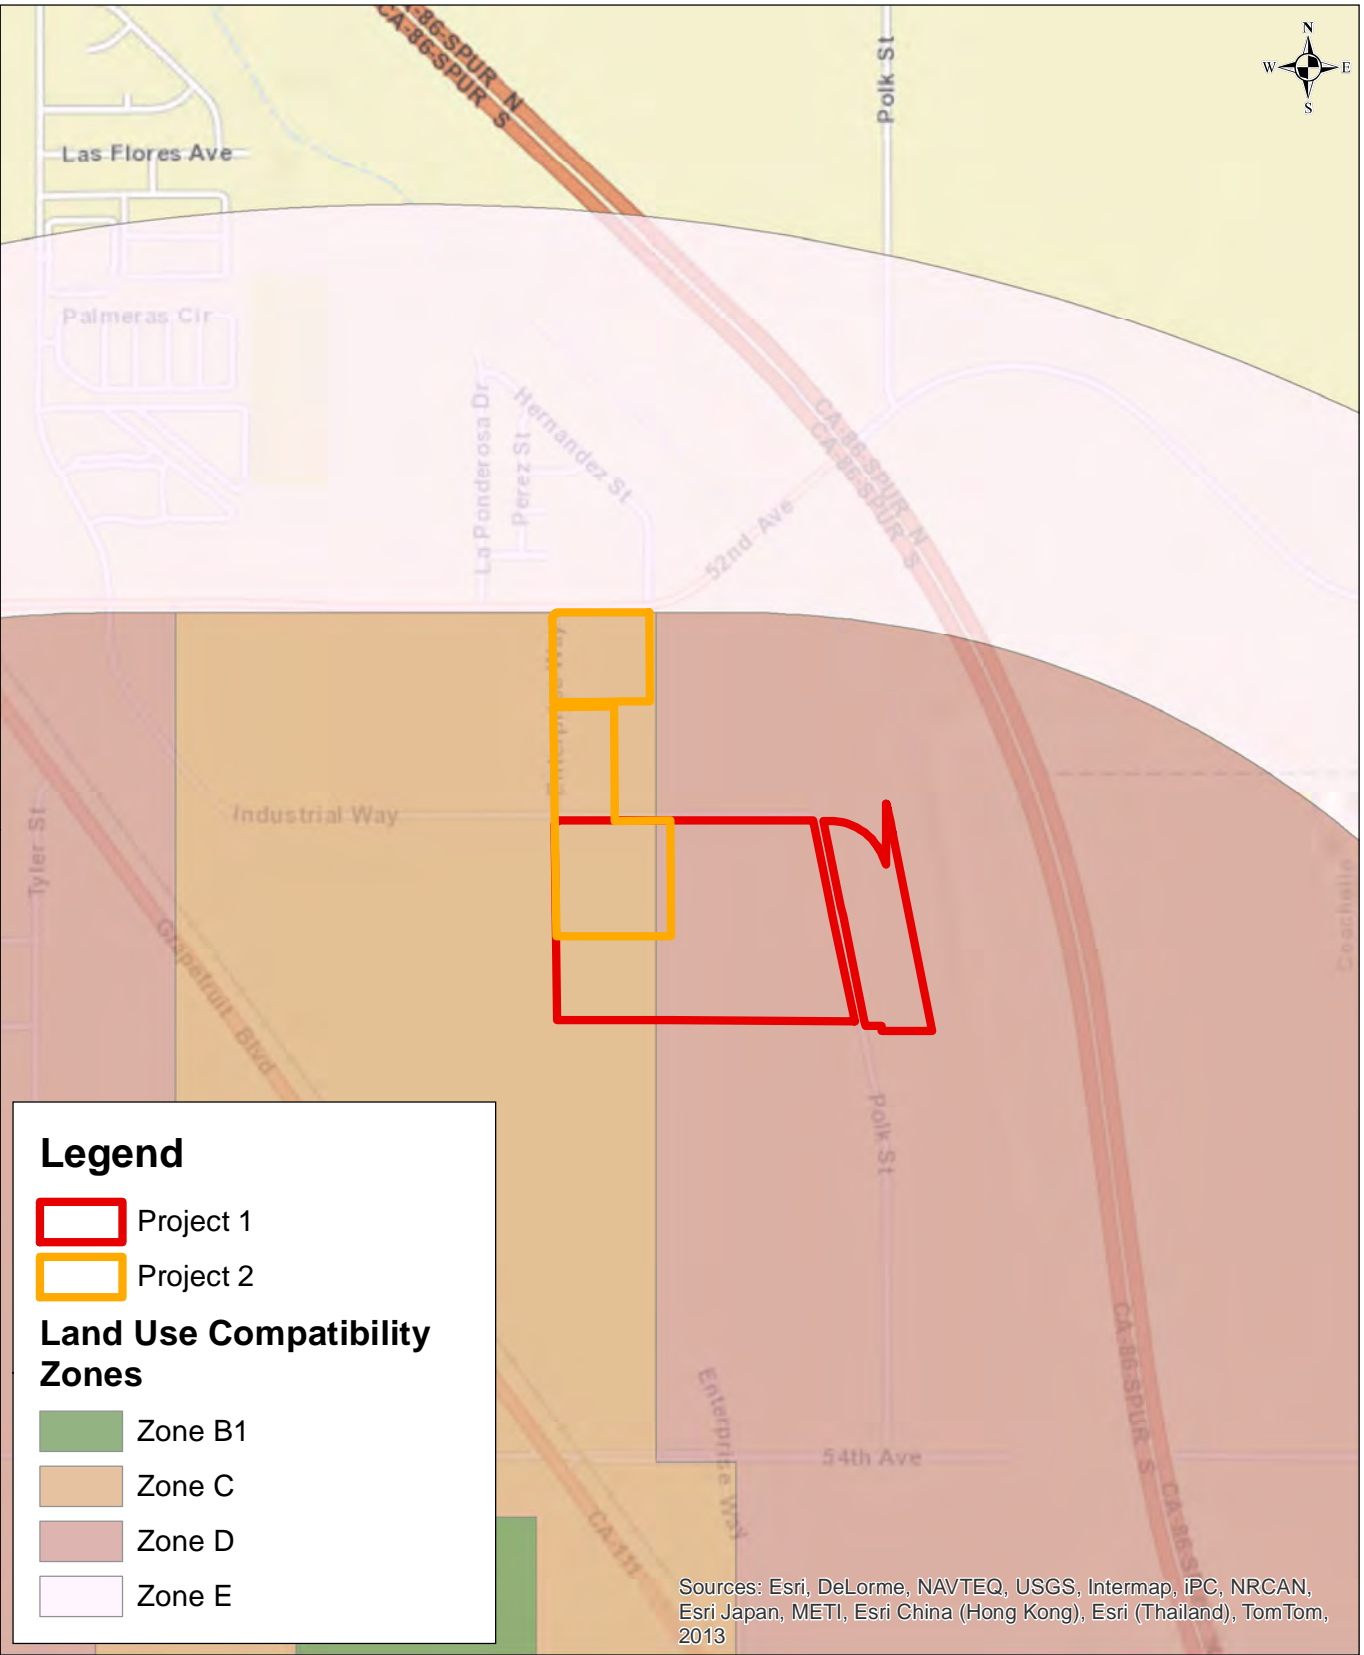 N
W E
S
CA-86-SPUR N
CA-86-SPUR S
Polk St
Las Flores Ave
Palmeras Cir
La Ponderosa Dr
Perez St
Hernandez St
52nd Ave
CA-86-SPUR N
CA-86-SPUR S
Enterprise Way
Industrial Way
Tyler St
Grapefruit Blvd
Coachella
Polk St
CA-86-SPUR S
Enterprise Way
54th Ave
CA-111
Legend
Project 1
Project 2
Land Use Compatibility
Zones
Zone B1
Zone C
Zone D
Zone E
Sources: Esri, DeLorme, NAVTEQ, USGS, Intermap, iPC, NRCAN,
Esri Japan, METI, Esri China (Hong Kong), Esri (Thailand), TomTom,
2013